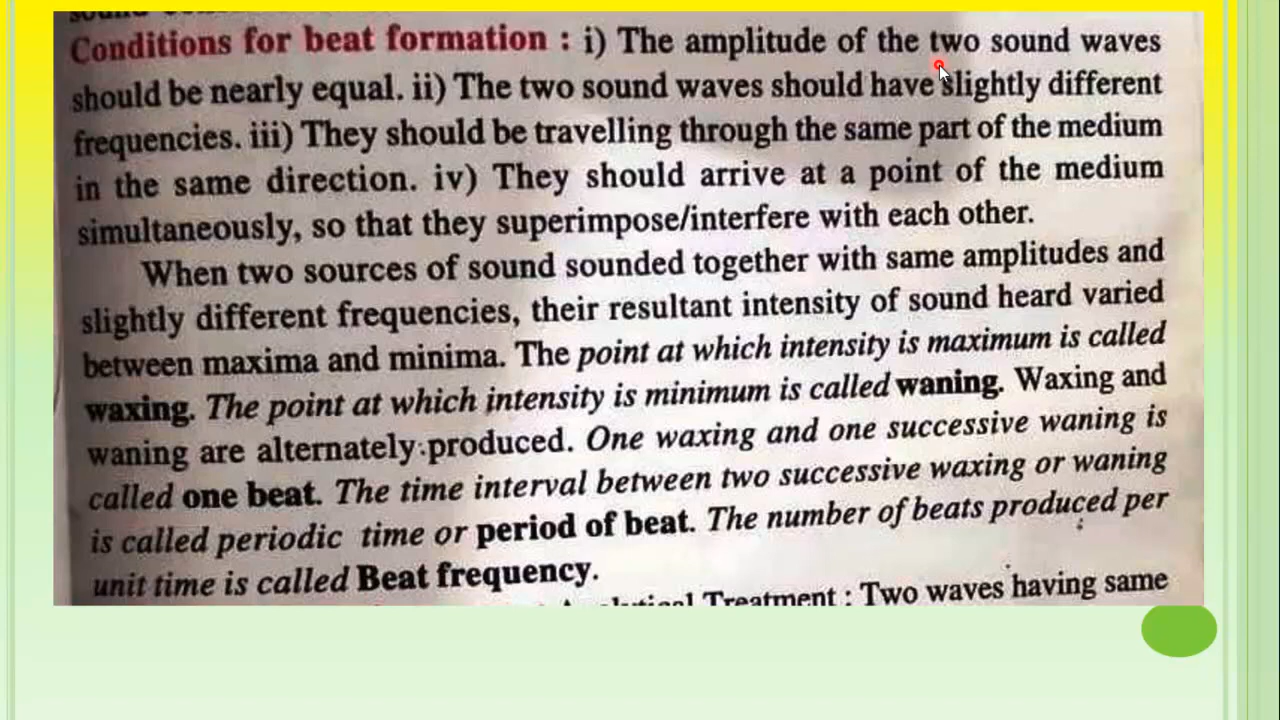 Conditions for beat formation : i) The amplitude of the two sound waves
should be nearly equal. ii) The two sound waves should have slightly different
frequencies. iii) They should be travelling through the same part of the medium
in the same direction. iv) They should arrive at a point of the medium
simultaneously, so that they superimpose/interfere with each other.
When two sources of sound sounded together with same amplitudes and
slightly different frequencies, their resultant intensity of sound heard varied
between maxima and minima. The point at which intensity is maximum is called
waxing. The point at which intensity is minimum is called waning. Waxing and
waning are alternately produced. One waxing and one successive waning is
called one beat. The time interval between two successive waxing or waning
is called periodic time or period of beat. The number of beats produced per
unit time is called Beat frequency.
Treatment : Two waves having same